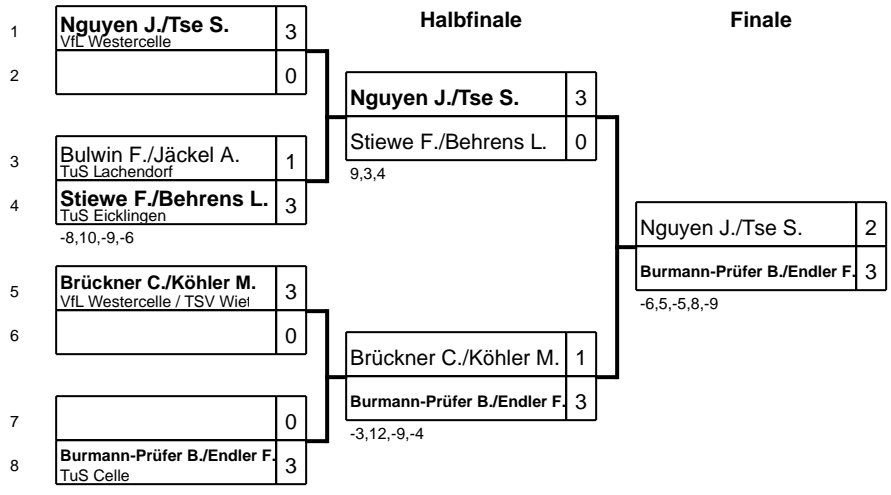 Halbfinale
Finale
1
Nguyen J./Tse S.
3
VfL Westercelle
2
0
Nguyen J./Tse S.
3
Stiewe F./Behrens L.
0
9,3,4
3
Bulwin F./Jäckel A.
1
TuS Lachendorf
4
Stiewe F./Behrens L.
3
TuS Eicklingen
-8,10,-9,-6
Nguyen J./Tse S.
2
Burmann-Prüfer B./Endler F.
3
-6,5,-5,8,-9
5
Brückner C./Köhler M.
3
VfL Westercelle / TSV Wiet
6
0
Brückner C./Köhler M.
1
Burmann-Prüfer B./Endler F.
3
-3,12,-9,-4
7
0
8
Burmann-Prüfer B./Endler F.
3
TuS Celle